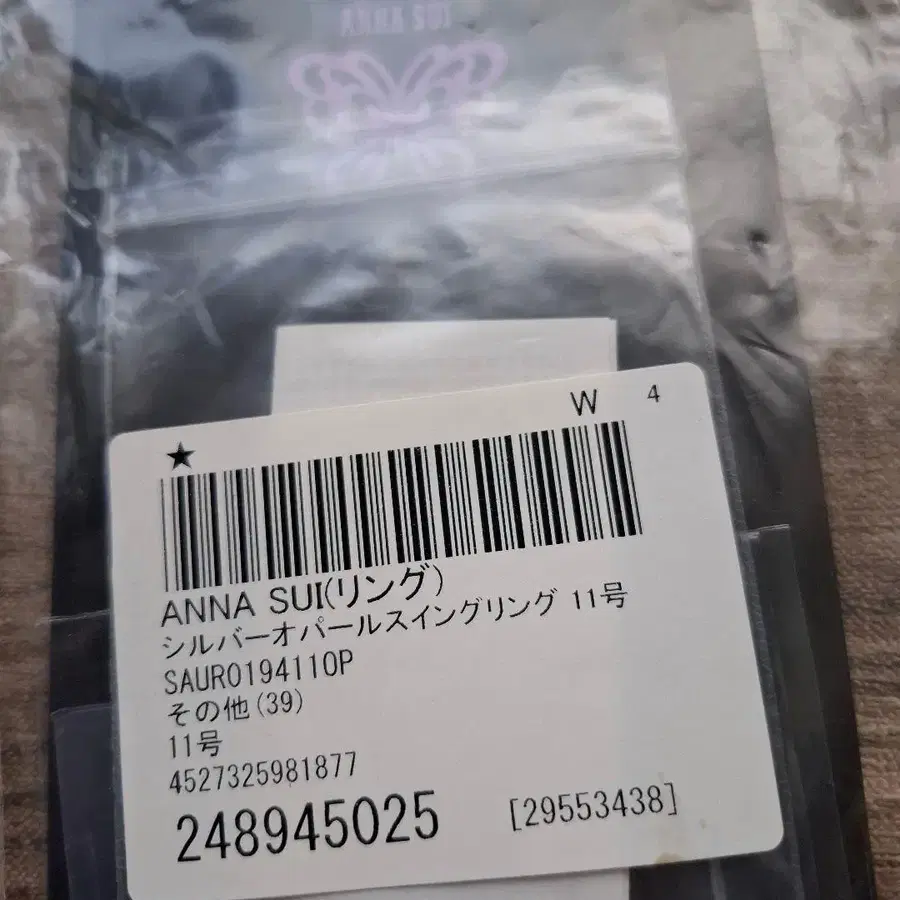 ANNA SUI
W 4
★
ANNA SUI(リング)
シルバーオパールスイングリング 11号
SAUR0194110P
その他(39)
11号
4527325981877
248945025 [29553438]